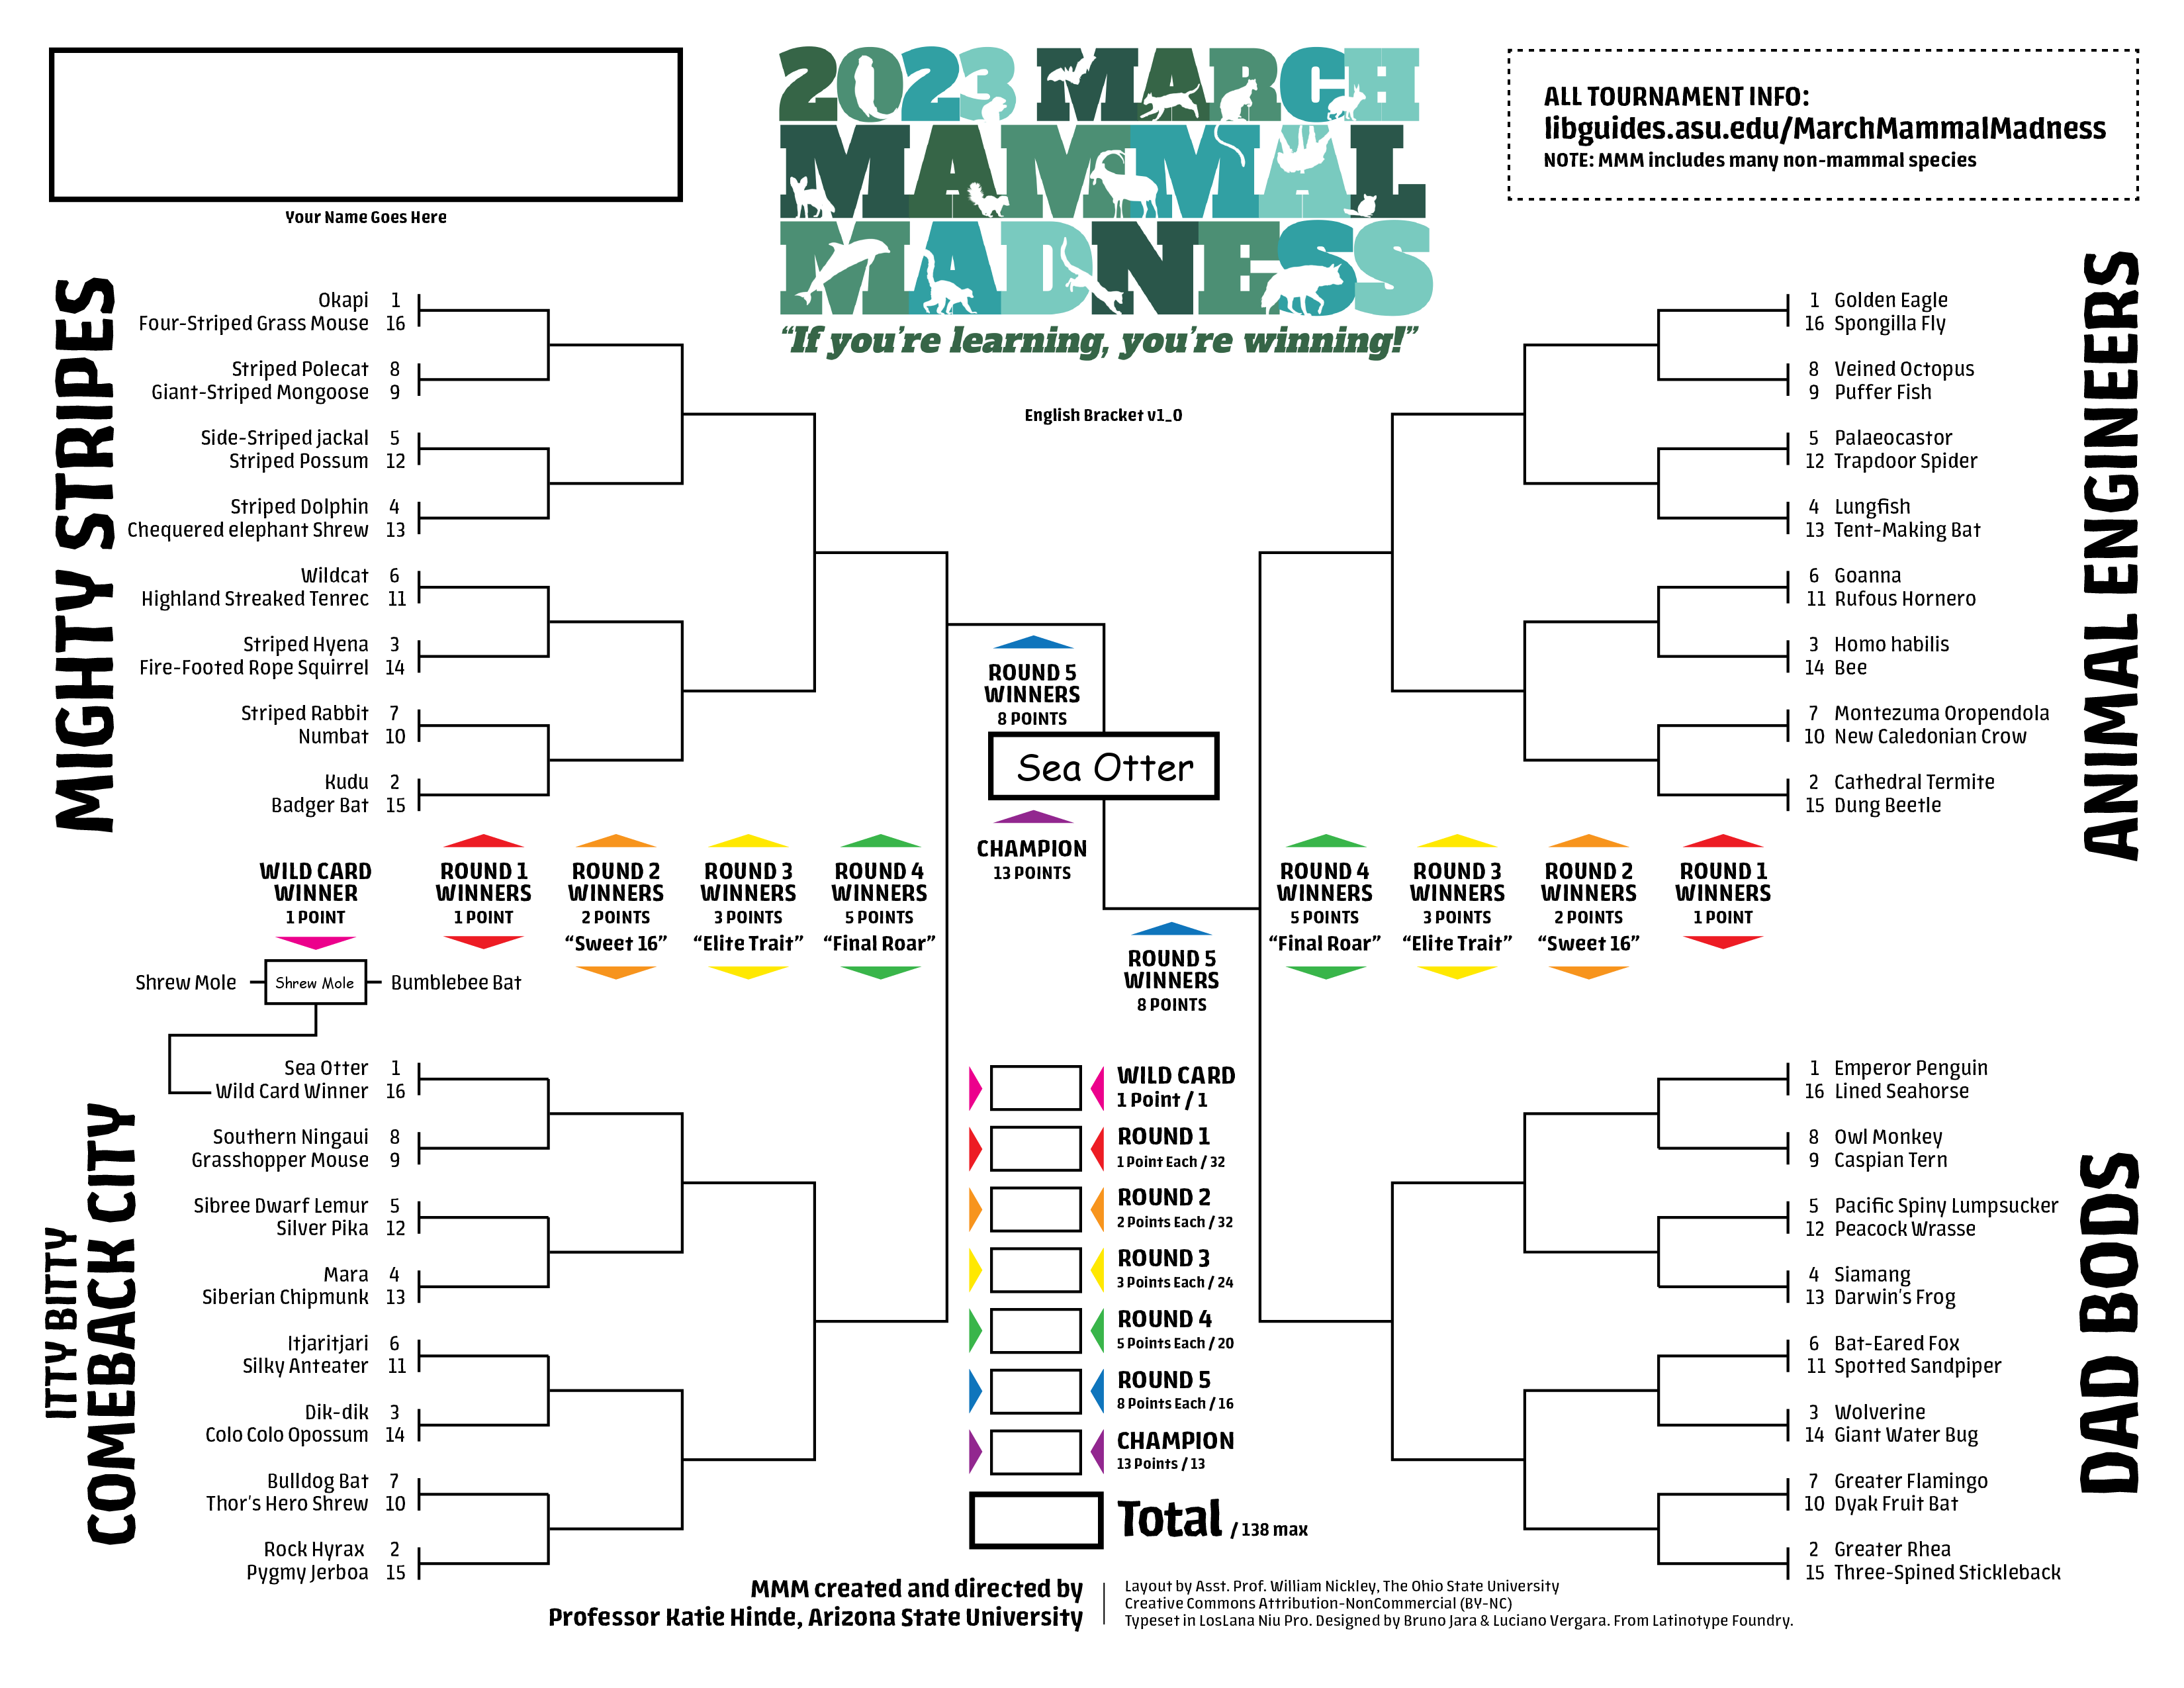 2023 MARCH
MAMMAL
MADNESS
"If you're learning, you're winning!"
English Bracket v1_0
Your Name Goes Here
ALL TOURNAMENT INFO:
libguides.asu.edu/MarchMammalMadness
NOTE: MMM includes many non-mammal species
MIGHTY STRIPES
Okapi 1
Four-Striped Grass Mouse 16
Striped Polecat 8
Giant-Striped Mongoose 9
Side-Striped jackal 5
Striped Possum 12
Striped Dolphin 4
Chequered elephant Shrew 13
Wildcat 6
Highland Streaked Tenrec 11
Striped Hyena 3
Fire-Footed Rope Squirrel 14
Striped Rabbit 7
Numbat 10
Kudu 2
Badger Bat 15
ANIMAL ENGINEERS
1 Golden Eagle
16 Spongilla Fly
8 Veined Octopus
9 Puffer Fish
5 Palaeocastor
12 Trapdoor Spider
4 Lungfish
13 Tent-Making Bat
6 Goanna
11 Rufous Hornero
3 Homo habilis
14 Bee
7 Montezuma Oropendola
10 New Caledonian Crow
2 Cathedral Termite
15 Dung Beetle
ROUND 5
WINNERS
8 POINTS
Sea Otter
CHAMPION
13 POINTS
WILD CARD
WINNER
1 POINT
ROUND 1
WINNERS
1 POINT
ROUND 2
WINNERS
2 POINTS
"Sweet 16"
ROUND 3
WINNERS
3 POINTS
"Elite Trait"
ROUND 4
WINNERS
5 POINTS
"Final Roar"
ROUND 4
WINNERS
5 POINTS
"Final Roar"
ROUND 3
WINNERS
3 POINTS
"Elite Trait"
ROUND 2
WINNERS
2 POINTS
"Sweet 16"
ROUND 1
WINNERS
1 POINT
ROUND 5
WINNERS
8 POINTS
Shrew Mole
Shrew Mole
Bumblebee Bat
ITTY BITTY
COMEBACK CITY
Sea Otter 1
Wild Card Winner 16
Southern Ningaui 8
Grasshopper Mouse 9
Sibree Dwarf Lemur 5
Silver Pika 12
Mara 4
Siberian Chipmunk 13
Itjaritjari 6
Silky Anteater 11
Dik-dik 3
Colo Colo Opossum 14
Bulldog Bat 7
Thor's Hero Shrew 10
Rock Hyrax 2
Pygmy Jerboa 15
WILD CARD
1 Point / 1
ROUND 1
1 Point Each / 32
ROUND 2
2 Points Each / 32
ROUND 3
3 Points Each / 24
ROUND 4
5 Points Each / 20
ROUND 5
8 Points Each / 16
CHAMPION
13 Points / 13
Total / 138 max
DAD BODS
1 Emperor Penguin
16 Lined Seahorse
8 Owl Monkey
9 Caspian Tern
5 Pacific Spiny Lumpsucker
12 Peacock Wrasse
4 Siamang
13 Darwin's Frog
6 Bat-Eared Fox
11 Spotted Sandpiper
3 Wolverine
14 Giant Water Bug
7 Greater Flamingo
10 Dyak Fruit Bat
2 Greater Rhea
15 Three-Spined Stickleback
MMM created and directed by
Professor Katie Hinde, Arizona State University
Layout by Asst. Prof. William Nickley, The Ohio State University
Creative Commons Attribution-NonCommercial (BY-NC)
Typeset in LosLana Niu Pro. Designed by Bruno Jara & Luciano Vergara. From Latinotype Foundry.